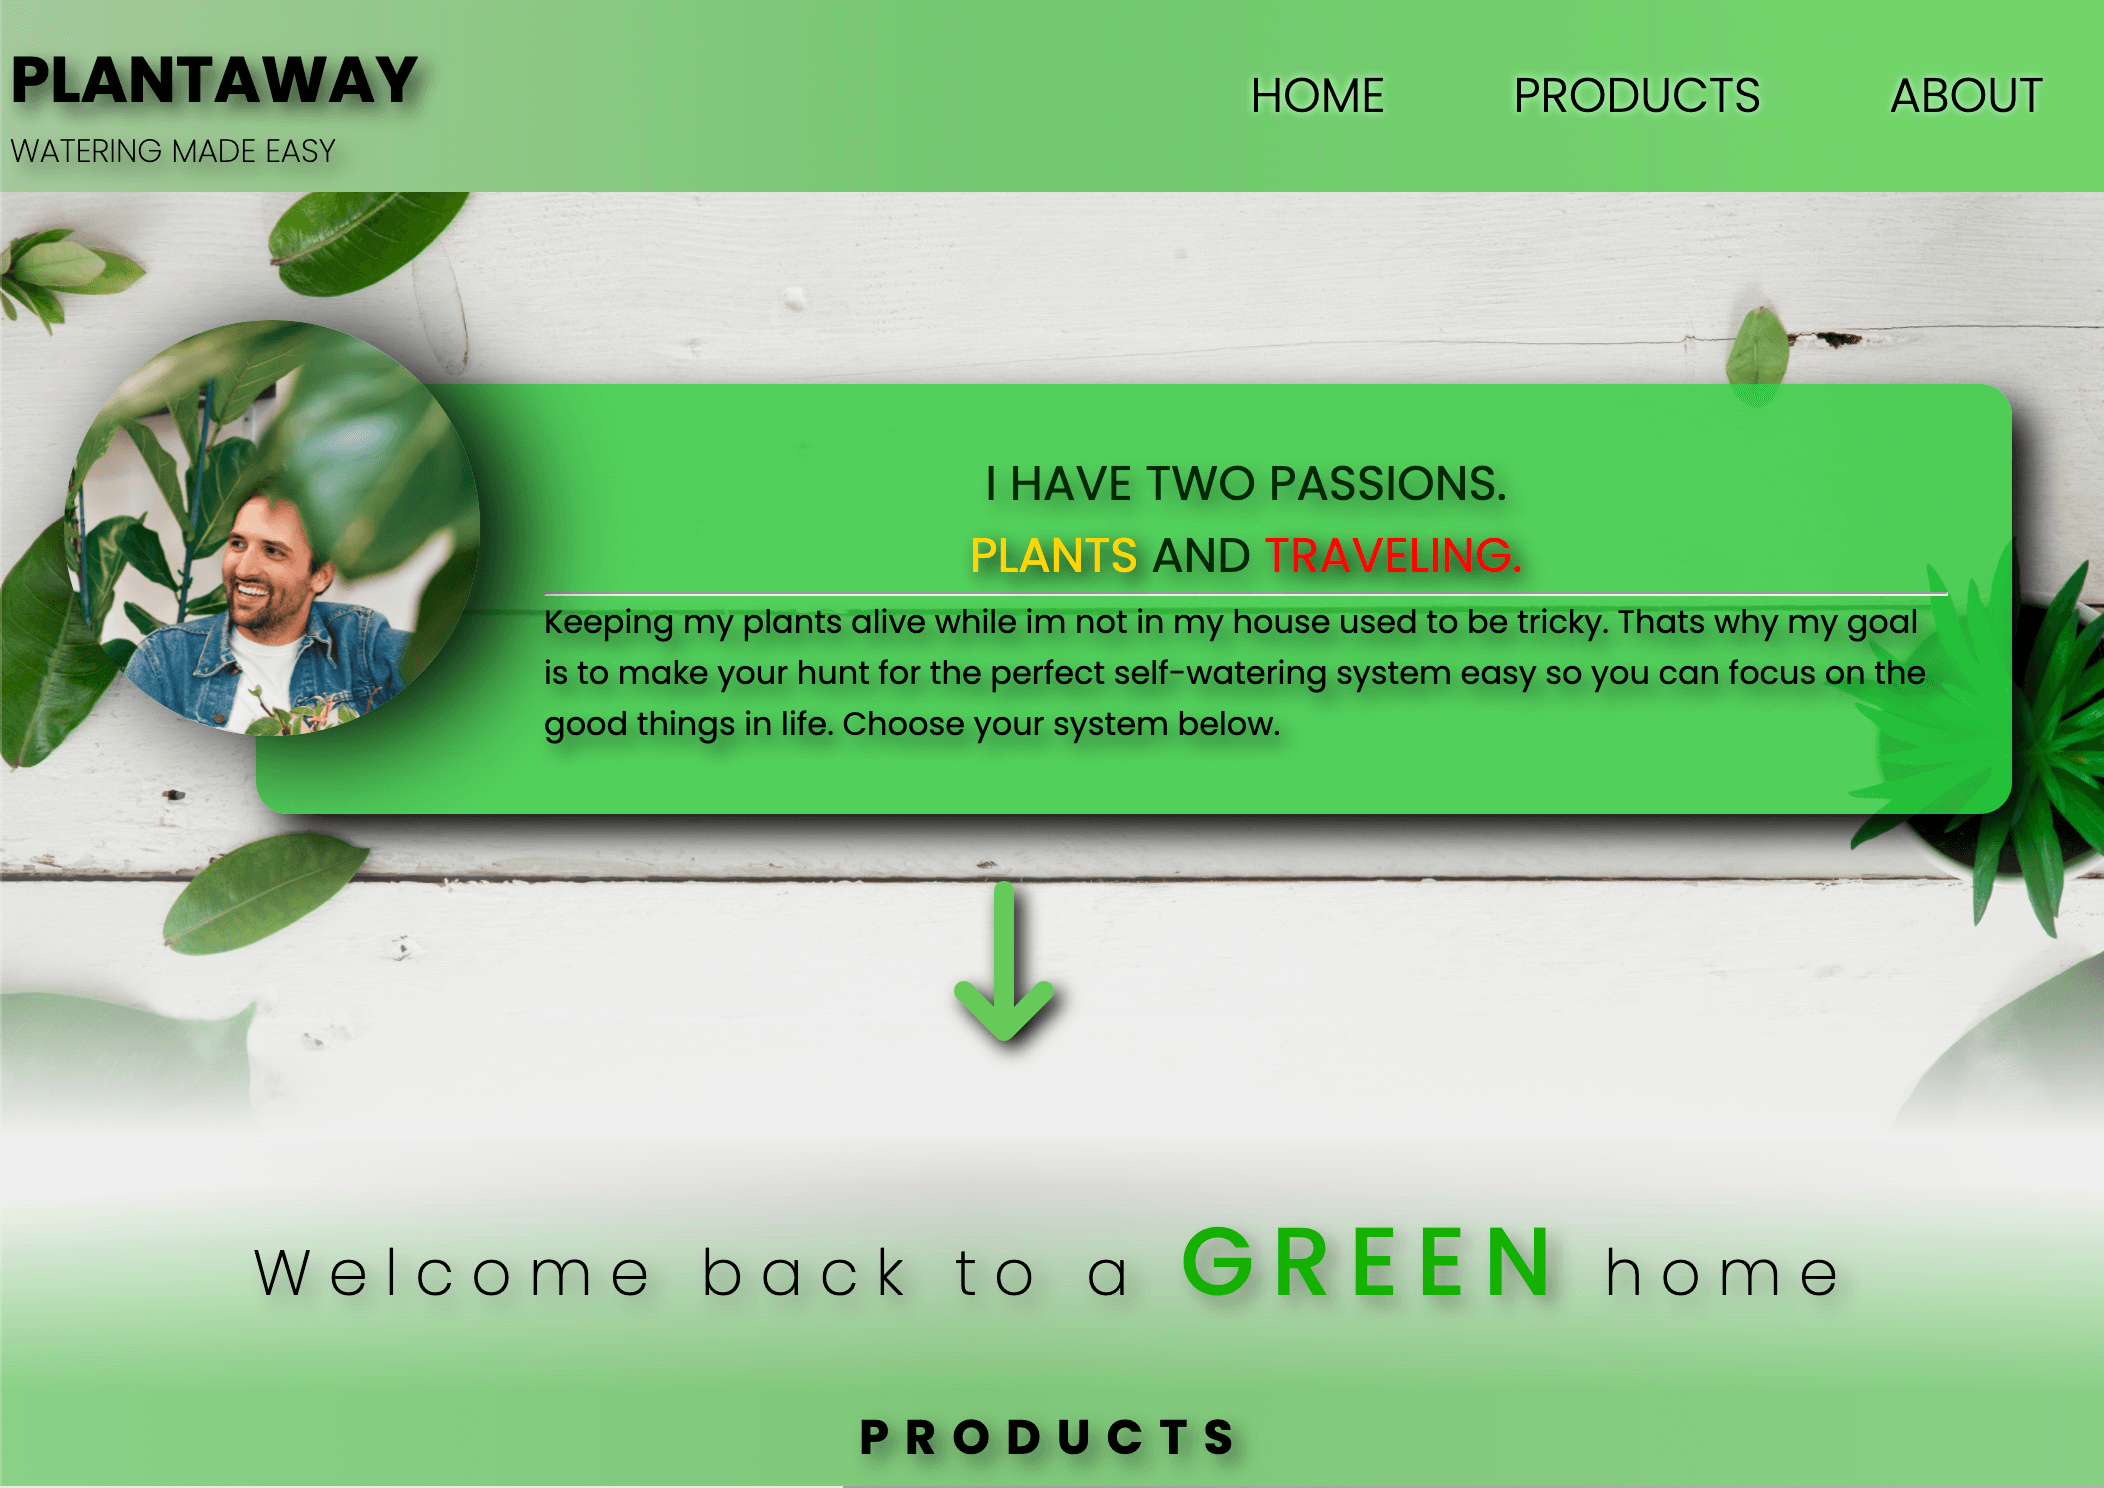 PLANTAWAY
WATERING MADE EASY
HOME PRODUCTS ABOUT
I HAVE TWO PASSIONS.
PLANTS AND TRAVELING.
Keeping my plants alive while im not in my house used to be tricky. Thats why my goal
is to make your hunt for the perfect self-watering system easy so you can focus on the
good things in life. Choose your system below.
Welcome back to a GREEN home
PRODUCTS